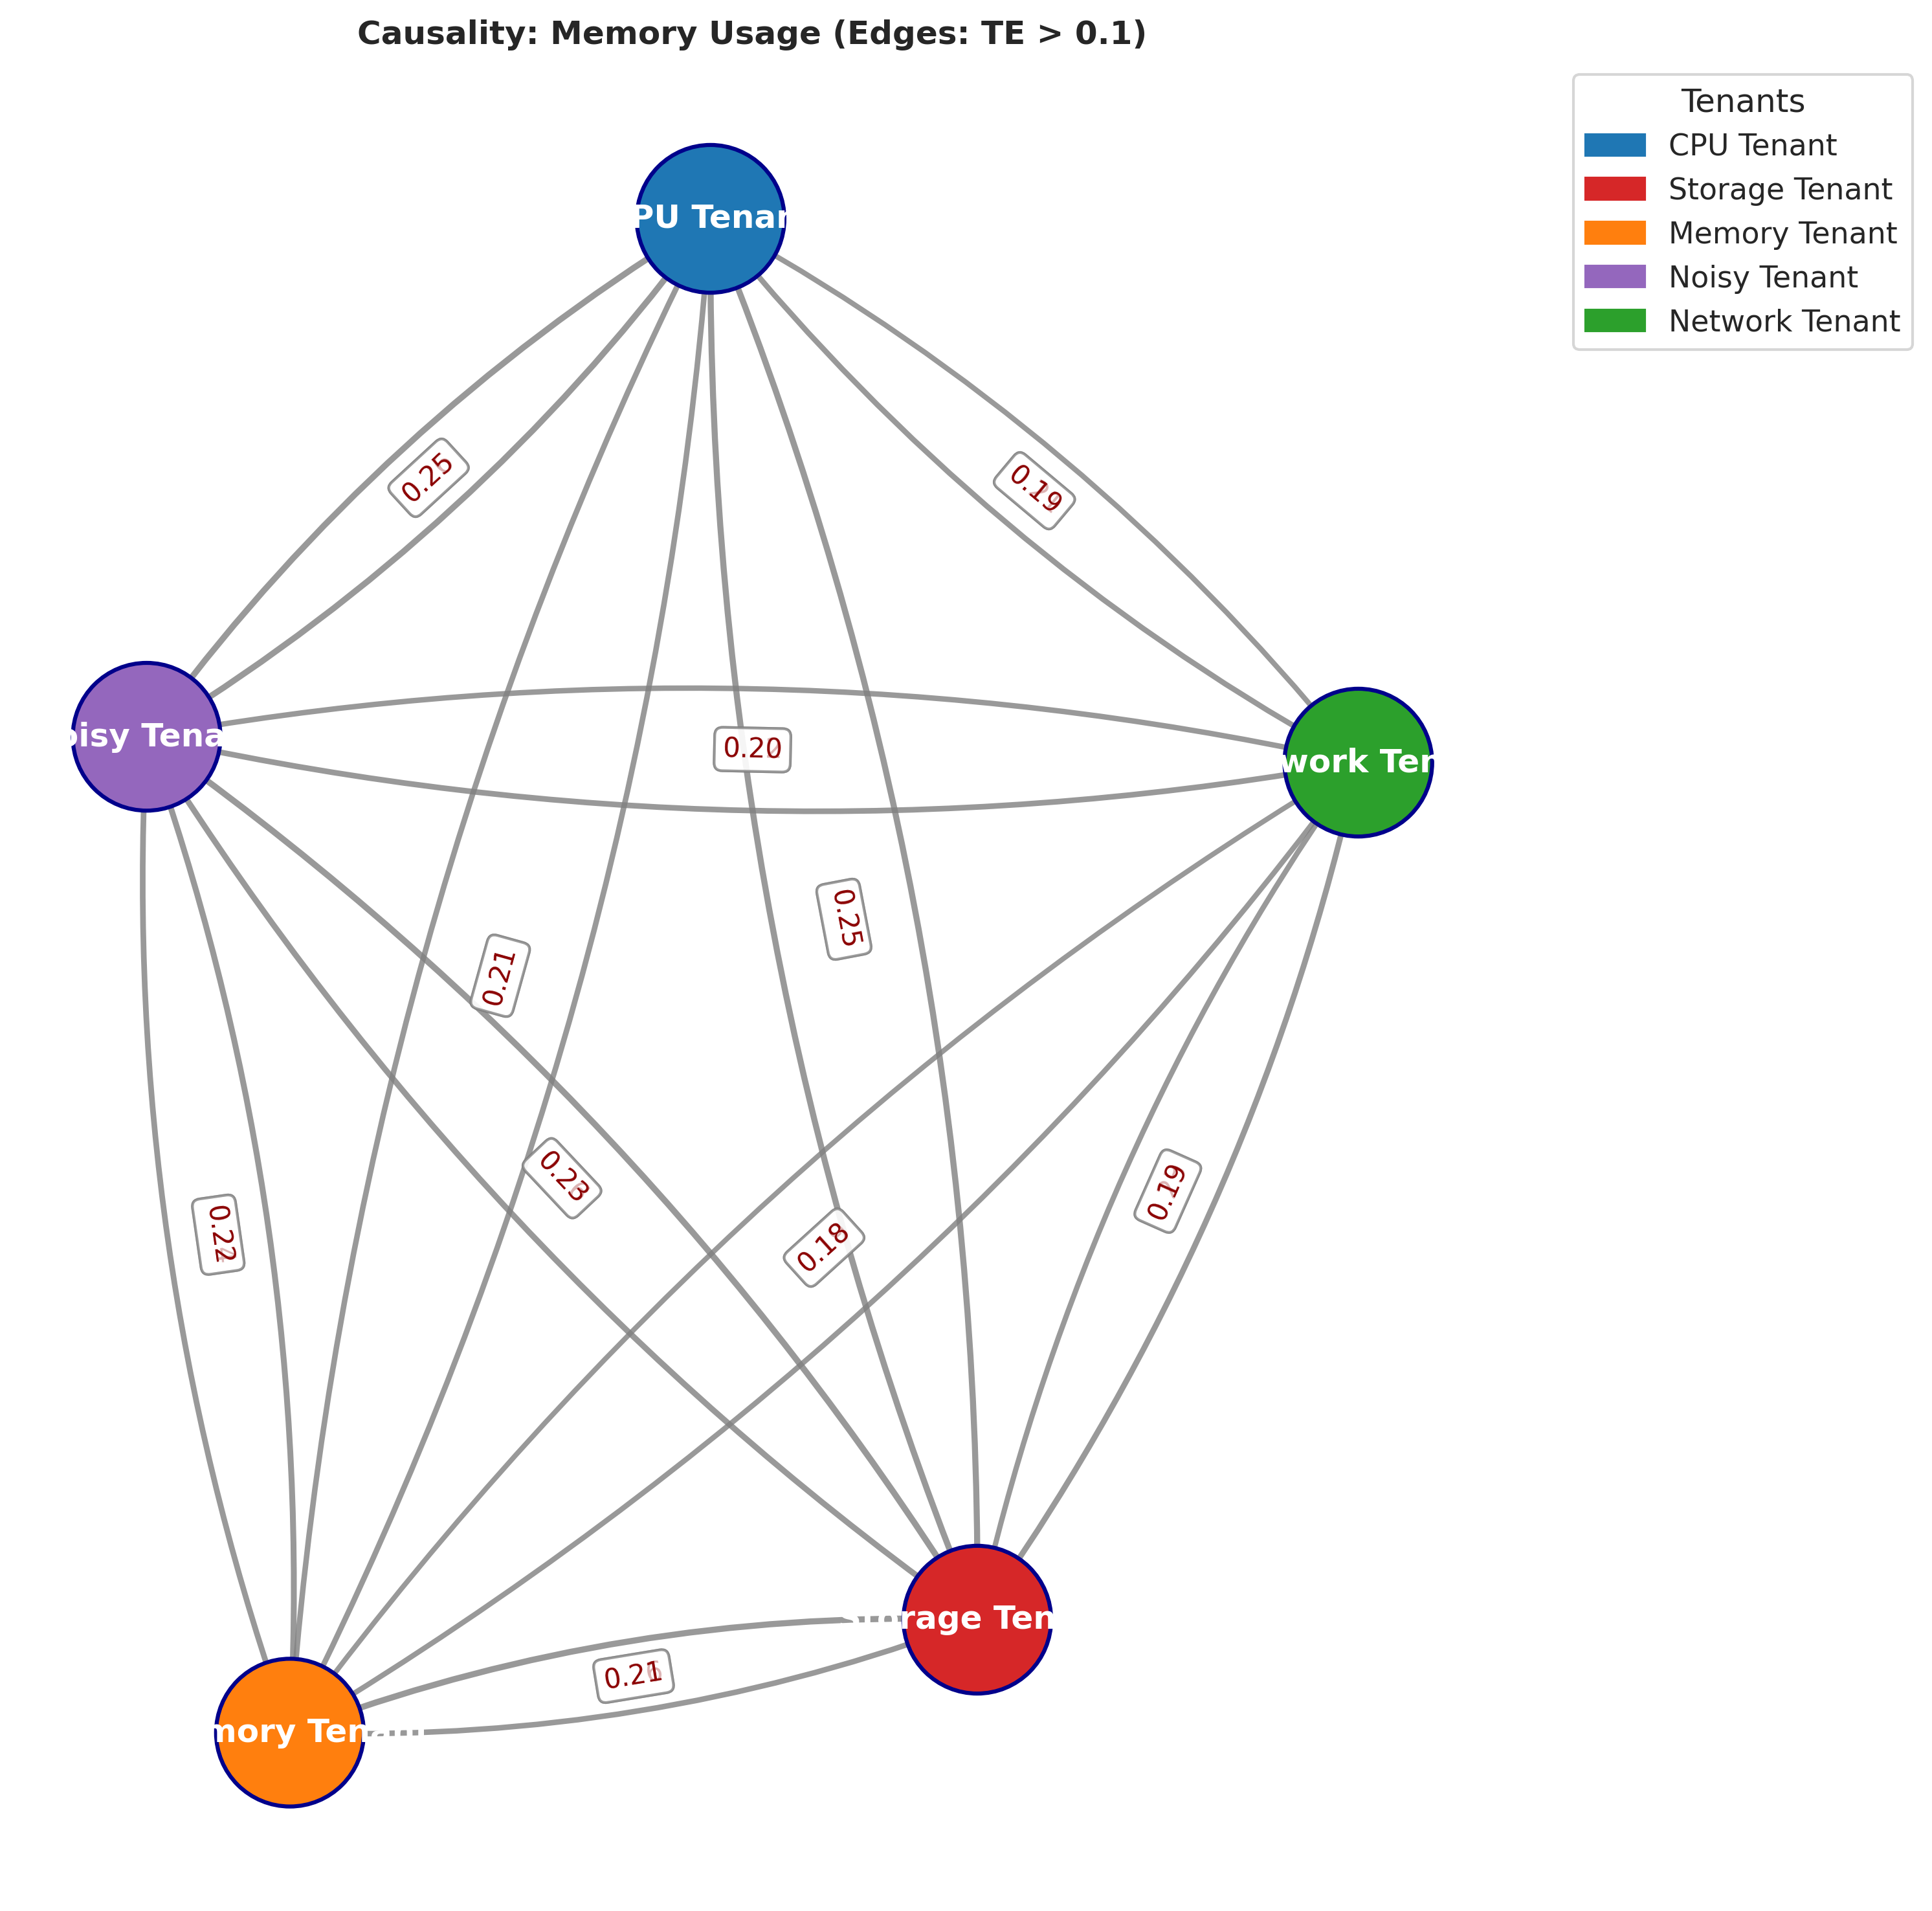 Causality: Memory Usage (Edges: TE > 0.1)
Tenants
CPU Tenant
Storage Tenant
Memory Tenant
Noisy Tenant
Network Tenant
PU Tenan
0.25
0.19
oisy Tena
0.20
work Ten
0.25
0.21
0.23
0.19
0.22
0.18
rage Ten
0.21
mory Ten